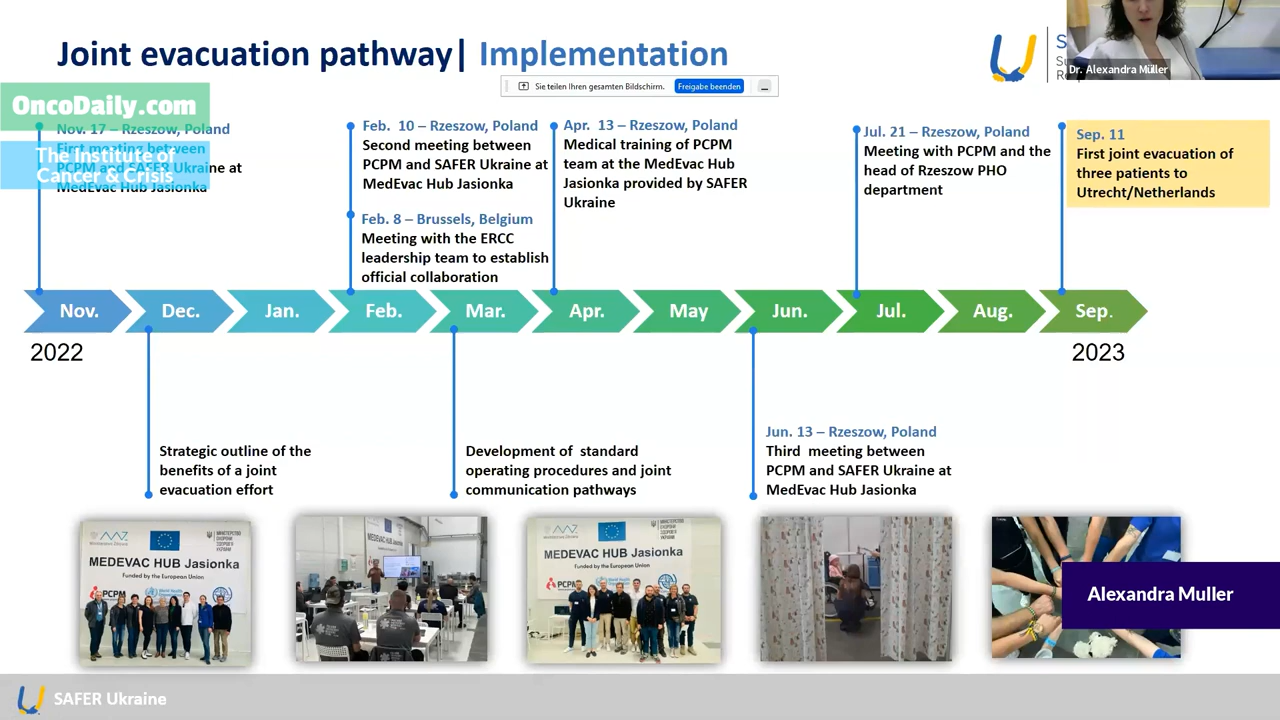 Joint evacuation pathway| Implementation
S
Su
R
Dr. Alexandra Müller
Sie teilen Ihren gesamten Bildschirm.
Freigabe beenden
OncoDaily.com
The Institute of
Cancer & Crisis
Nov. 17 – Rzeszow, Poland
First meeting between
PCPM and SAFER Ukraine at
MedEvac Hub Jasionka
Feb. 10 – Rzeszow, Poland
Second meeting between
PCPM and SAFER Ukraine at
MedEvac Hub Jasionka
Feb. 8 – Brussels, Belgium
Meeting with the ERCC
leadership team to establish
official collaboration
Apr. 13 – Rzeszow, Poland
Medical training of PCPM
team at the MedEvac Hub
Jasionka provided by SAFER
Ukraine
Jul. 21 – Rzeszow, Poland
Meeting with PCPM and the
head of Rzeszow PHO
department
Sep. 11
First joint evacuation of
three patients to
Utrecht/Netherlands
Nov. Dec. Jan. Feb. Mar. Apr. May Jun. Jul. Aug. Sep.
2022
2023
Strategic outline of the
benefits of a joint
evacuation effort
Development of standard
operating procedures and joint
communication pathways
Jun. 13 – Rzeszow, Poland
Third meeting between
PCPM and SAFER Ukraine at
MedEvac Hub Jasionka
MEDEVAC HUB Jasionka
Funded by the European Union
PCPM
MEDEVAC HUB Jasionka
Funded by the European Union
PCPM
Alexandra Muller
SAFER Ukraine